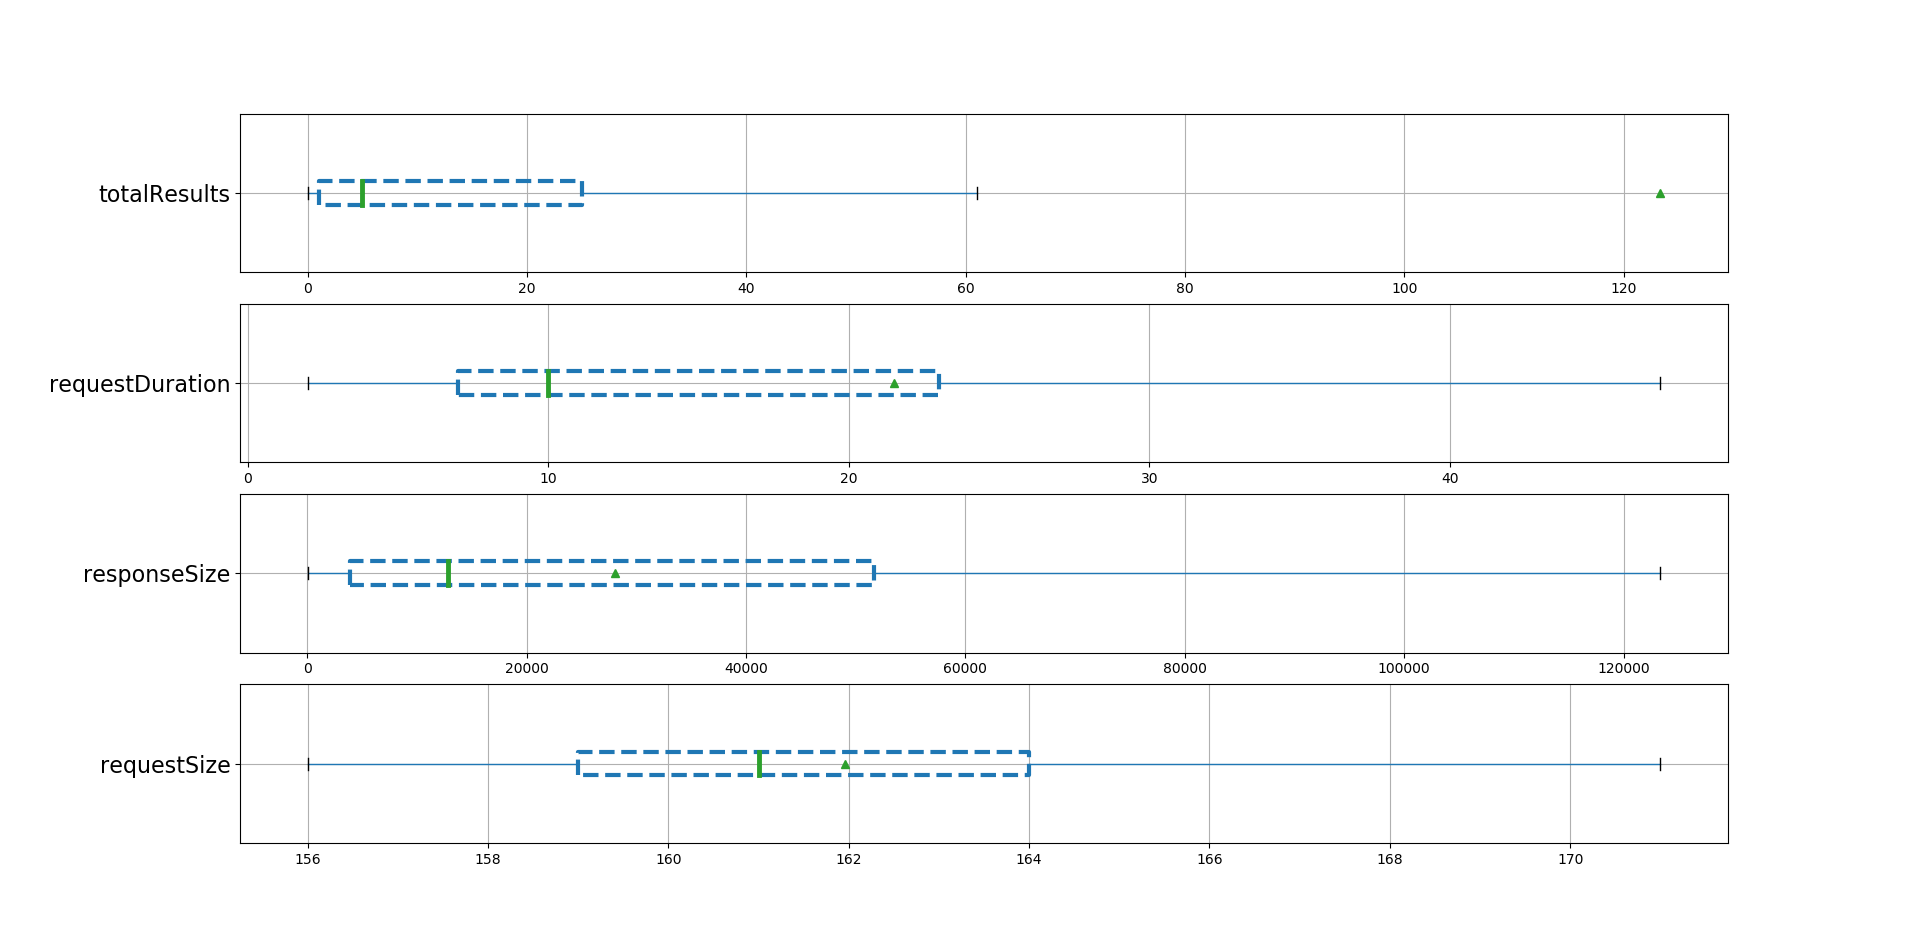 totalResults
0 20 40 60 80 100 120
requestDuration
0 10 20 30 40
responseSize
0 20000 40000 60000 80000 100000 120000
requestSize
156 158 160 162 164 166 168 170